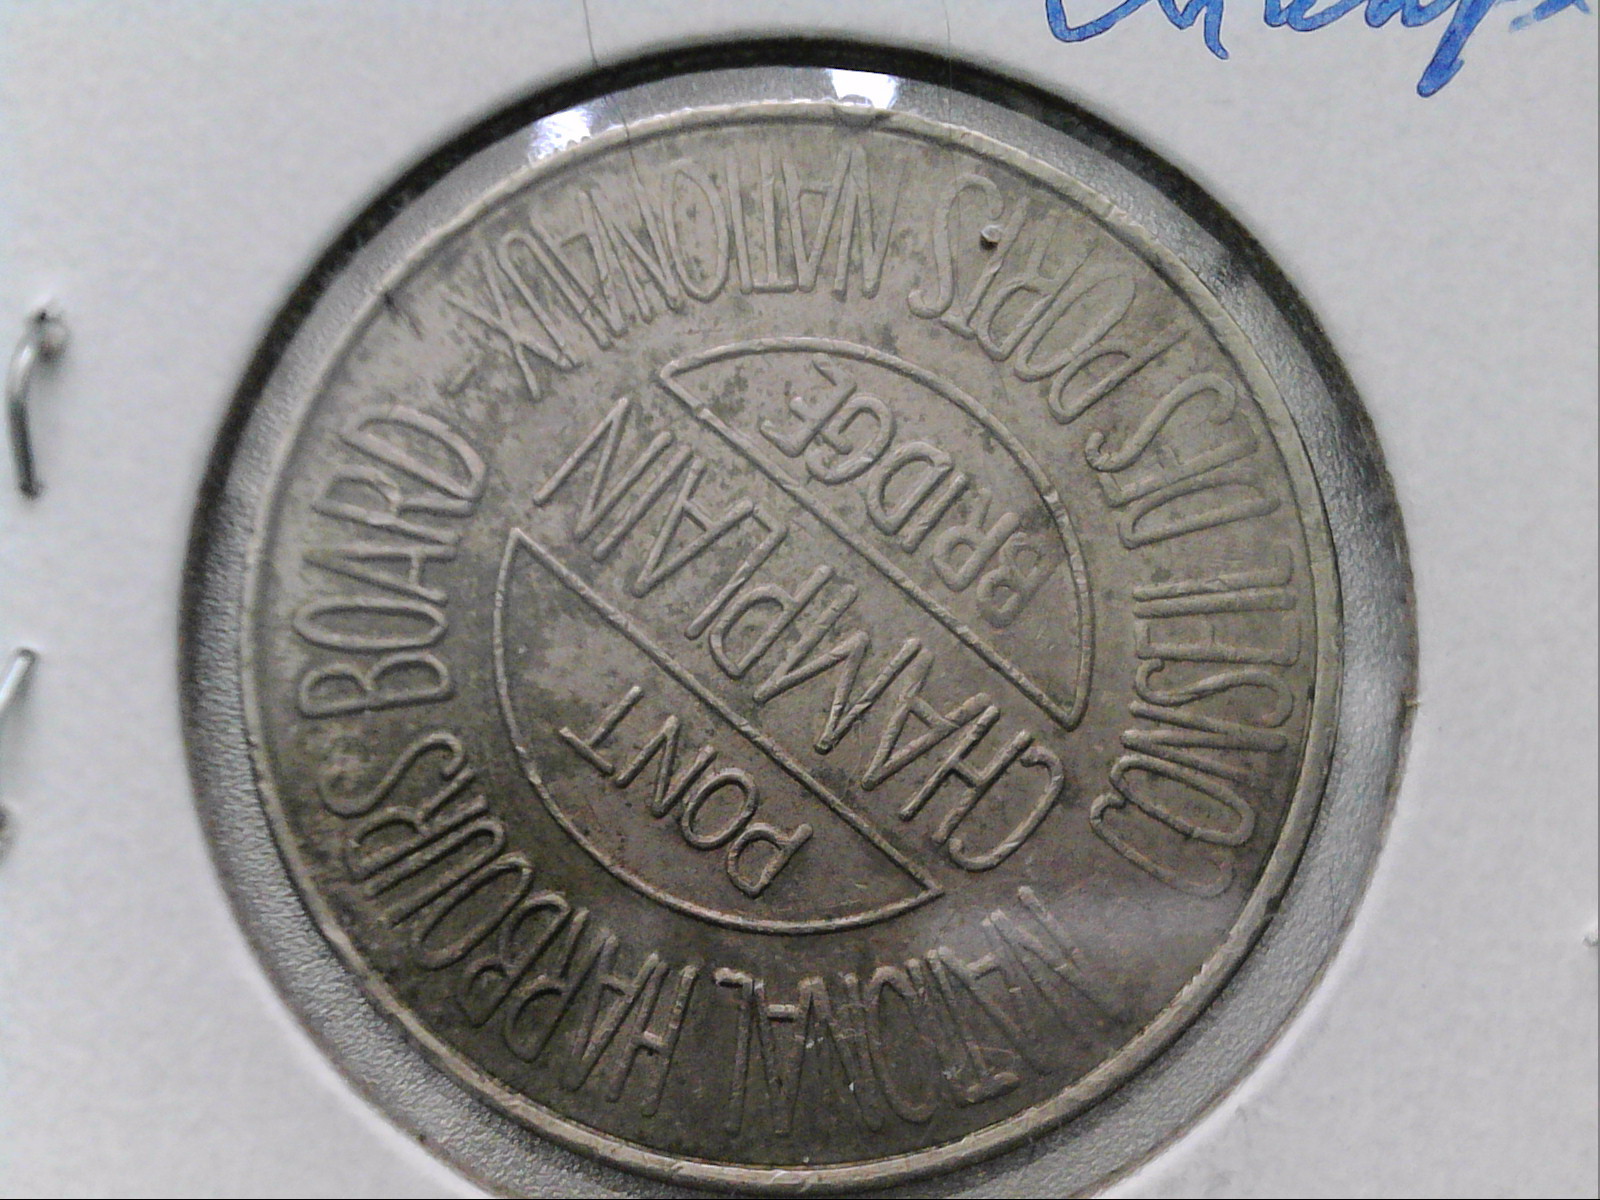 NATIONAL HARBOURS BOARD - 
CONSEIL DES PORTS NATIONAUX
PONT
CHAMPLAIN
BRIDGE